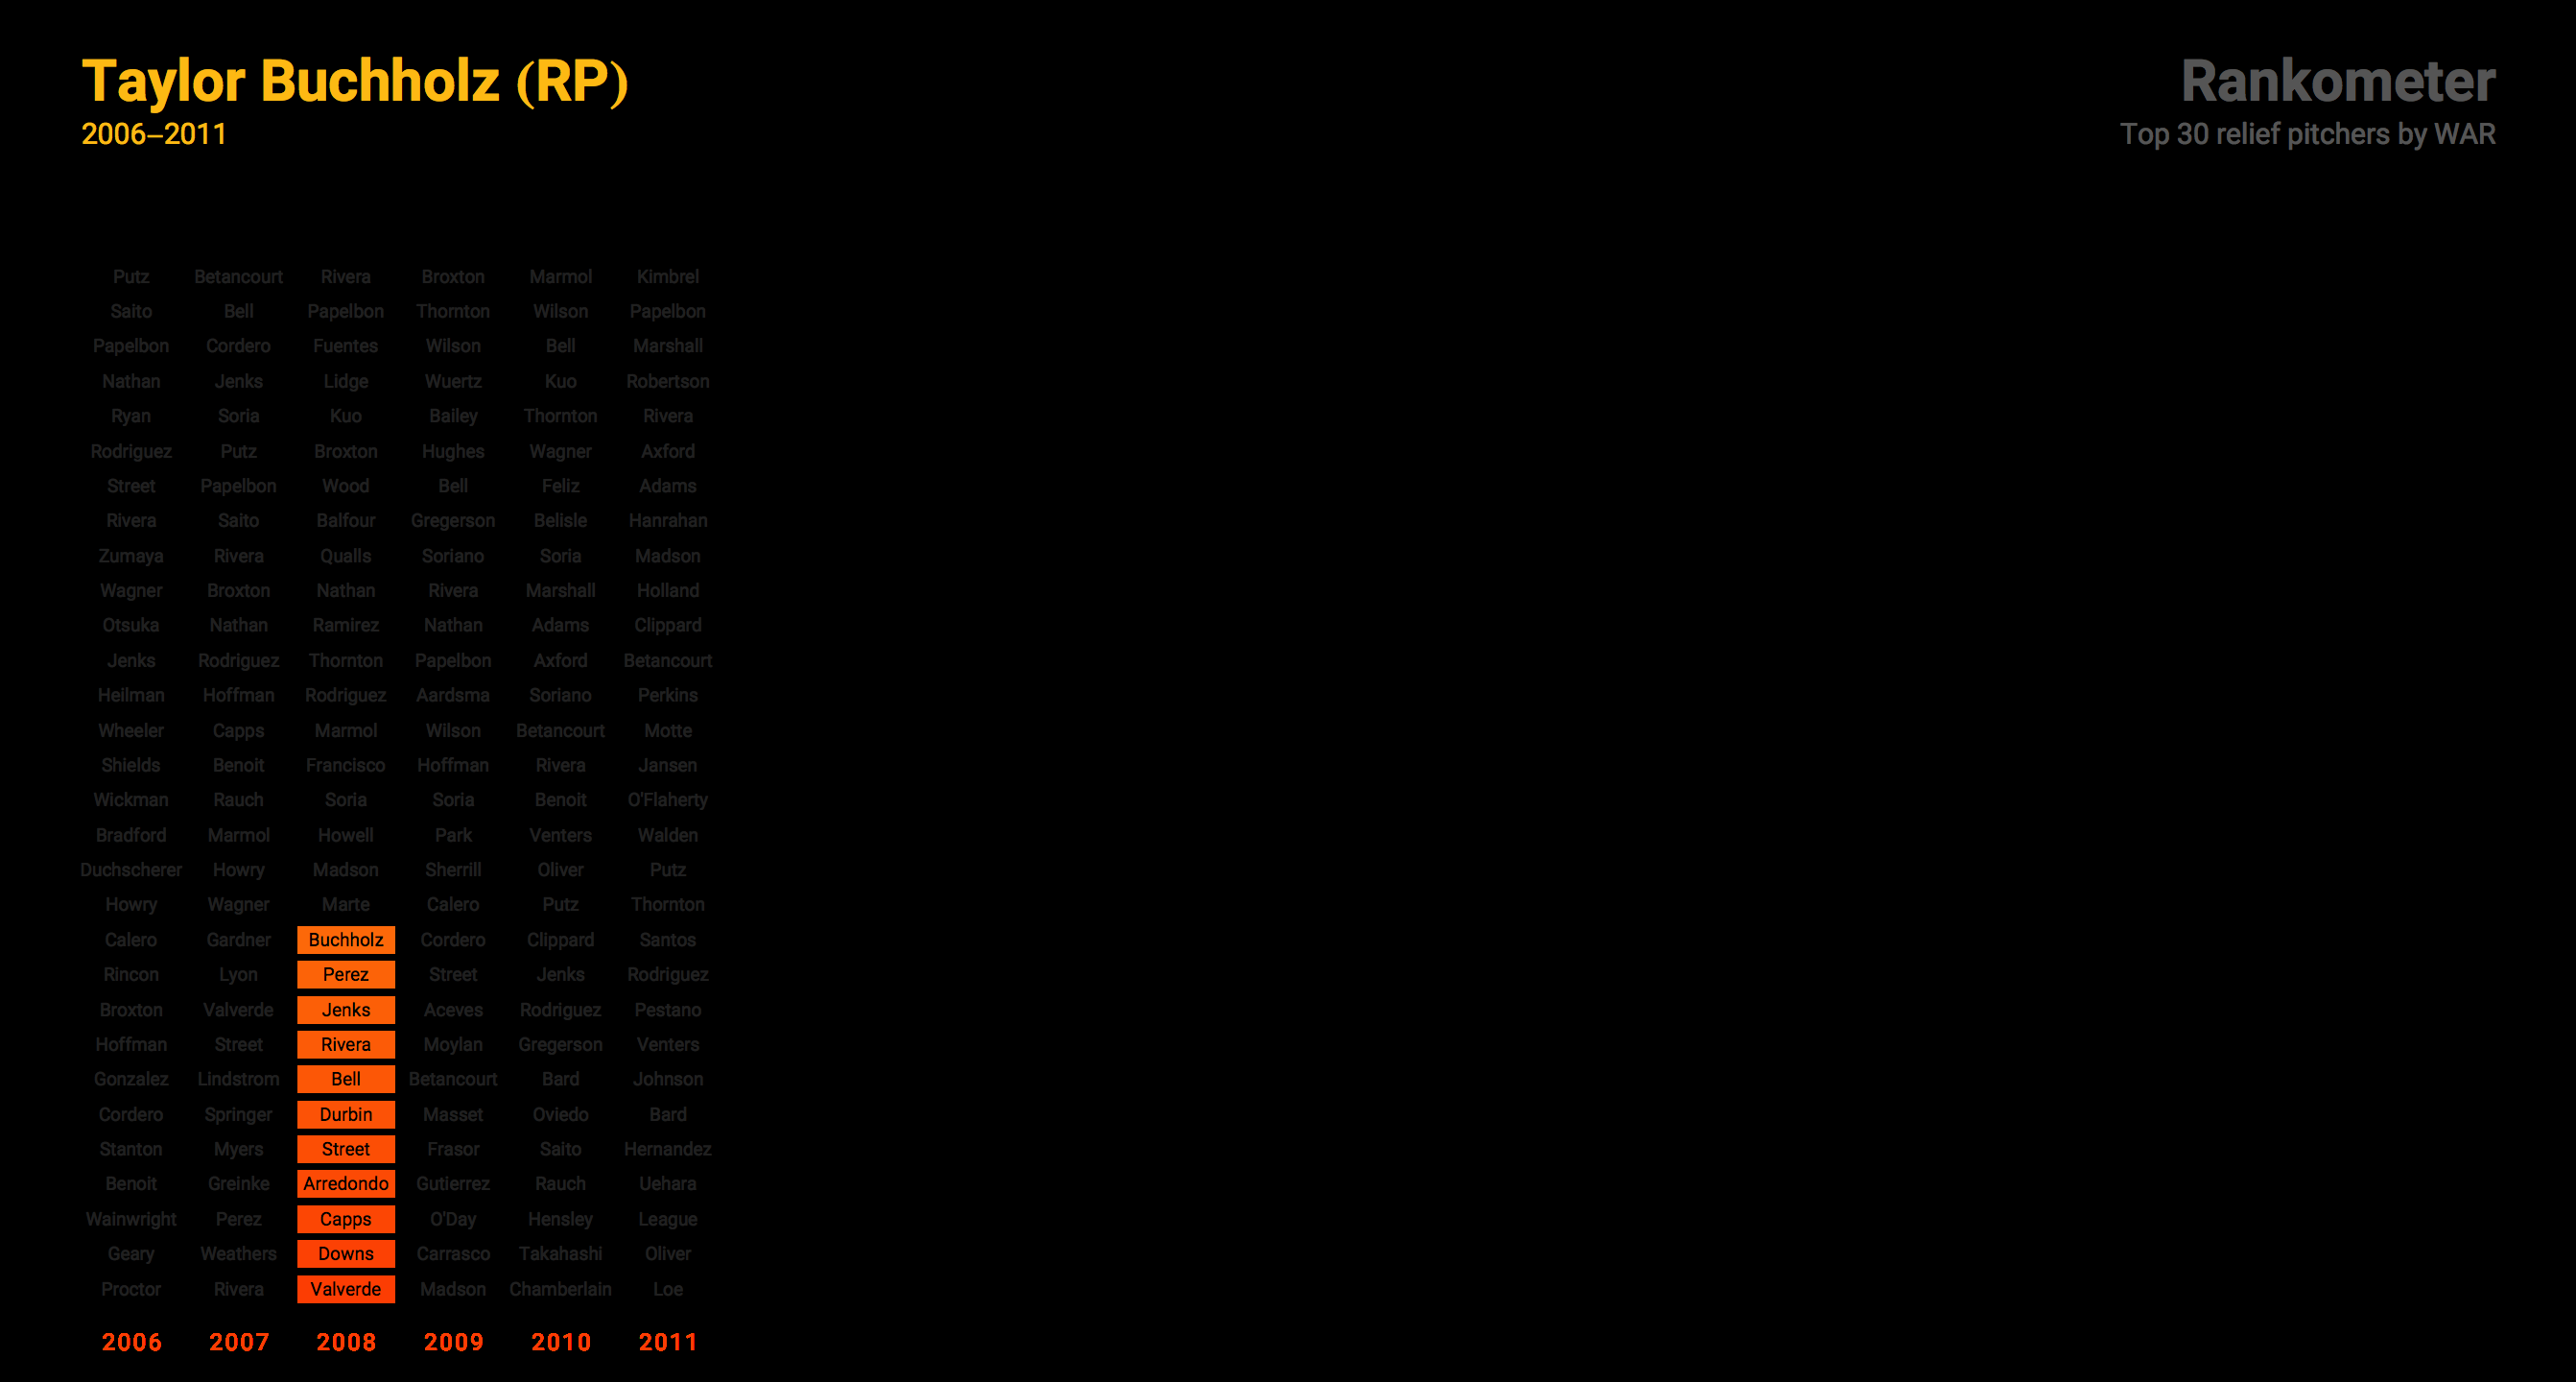 Taylor Buchholz (RP)
2006–2011
Rankometer
Top 30 relief pitchers by WAR
Putz Betancourt Rivera Broxton Marmol Kimbrel
Saito Bell Papelbon Thornton Wilson Papelbon
Papelbon Cordero Fuentes Wilson Bell Marshall
Nathan Jenks Lidge Wuertz Kuo Robertson
Ryan Soria Kuo Bailey Thornton Rivera
Rodriguez Putz Broxton Hughes Wagner Axford
Street Papelbon Wood Bell Feliz Adams
Rivera Saito Balfour Gregerson Belisle Hanrahan
Zumaya Rivera Qualls Soriano Soria Madson
Wagner Broxton Nathan Rivera Marshall Holland
Otsuka Nathan Ramirez Nathan Adams Clippard
Jenks Rodriguez Thornton Papelbon Axford Betancourt
Heilman Hoffman Rodriguez Aardsma Soriano Perkins
Wheeler Capps Marmol Wilson Betancourt Motte
Shields Benoit Francisco Hoffman Rivera Jansen
Wickman Rauch Soria Soria Benoit O'Flaherty
Bradford Marmol Howell Park Venters Walden
Duchscherer Howry Madson Sherrill Oliver Putz
Howry Wagner Marte Calero Putz Thornton
Calero Gardner Buchholz Cordero Clippard Santos
Rincon Lyon Perez Street Jenks Rodriguez
Broxton Valverde Jenks Aceves Rodriguez Pestano
Hoffman Street Rivera Moylan Gregerson Venters
Gonzalez Lindstrom Bell Betancourt Bard Johnson
Cordero Springer Durbin Masset Oviedo Bard
Stanton Myers Street Frasor Saito Hernandez
Benoit Greinke Arredondo Gutierrez Rauch Uehara
Wainwright Perez Capps O'Day Hensley League
Geary Weathers Downs Carrasco Takahashi Oliver
Proctor Rivera Valverde Madson Chamberlain Loe
2006 2007 2008 2009 2010 2011